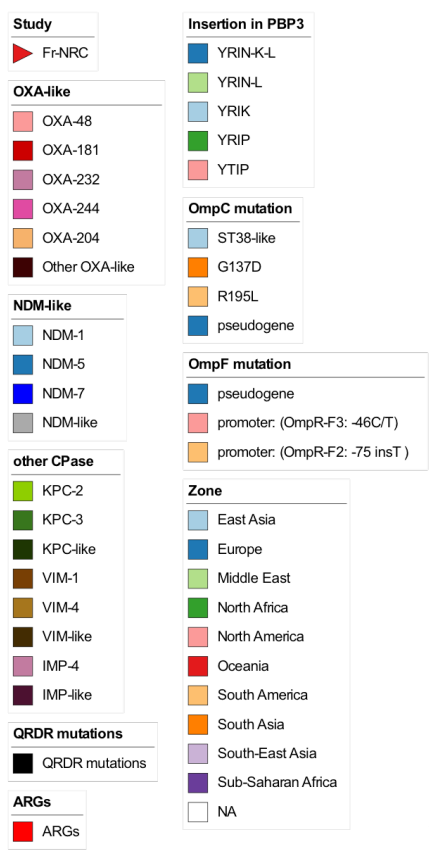 Study
Fr-NRC
OXA-like
OXA-48
OXA-181
OXA-232
OXA-244
OXA-204
Other OXA-like
NDM-like
NDM-1
NDM-5
NDM-7
NDM-like
other CPase
KPC-2
KPC-3
KPC-like
VIM-1
VIM-4
VIM-like
IMP-4
IMP-like
QRDR mutations
QRDR mutations
ARGs
ARGs
Insertion in PBP3
YRIN-K-L
YRIN-L
YRIK
YRIP
YTIP
OmpC mutation
ST38-like
G137D
R195L
pseudogene
OmpF mutation
pseudogene
promoter: (OmpR-F3: -46C/T)
promoter: (OmpR-F2: -75 insT )
Zone
East Asia
Europe
Middle East
North Africa
North America
Oceania
South America
South Asia
South-East Asia
Sub-Saharan Africa
NA